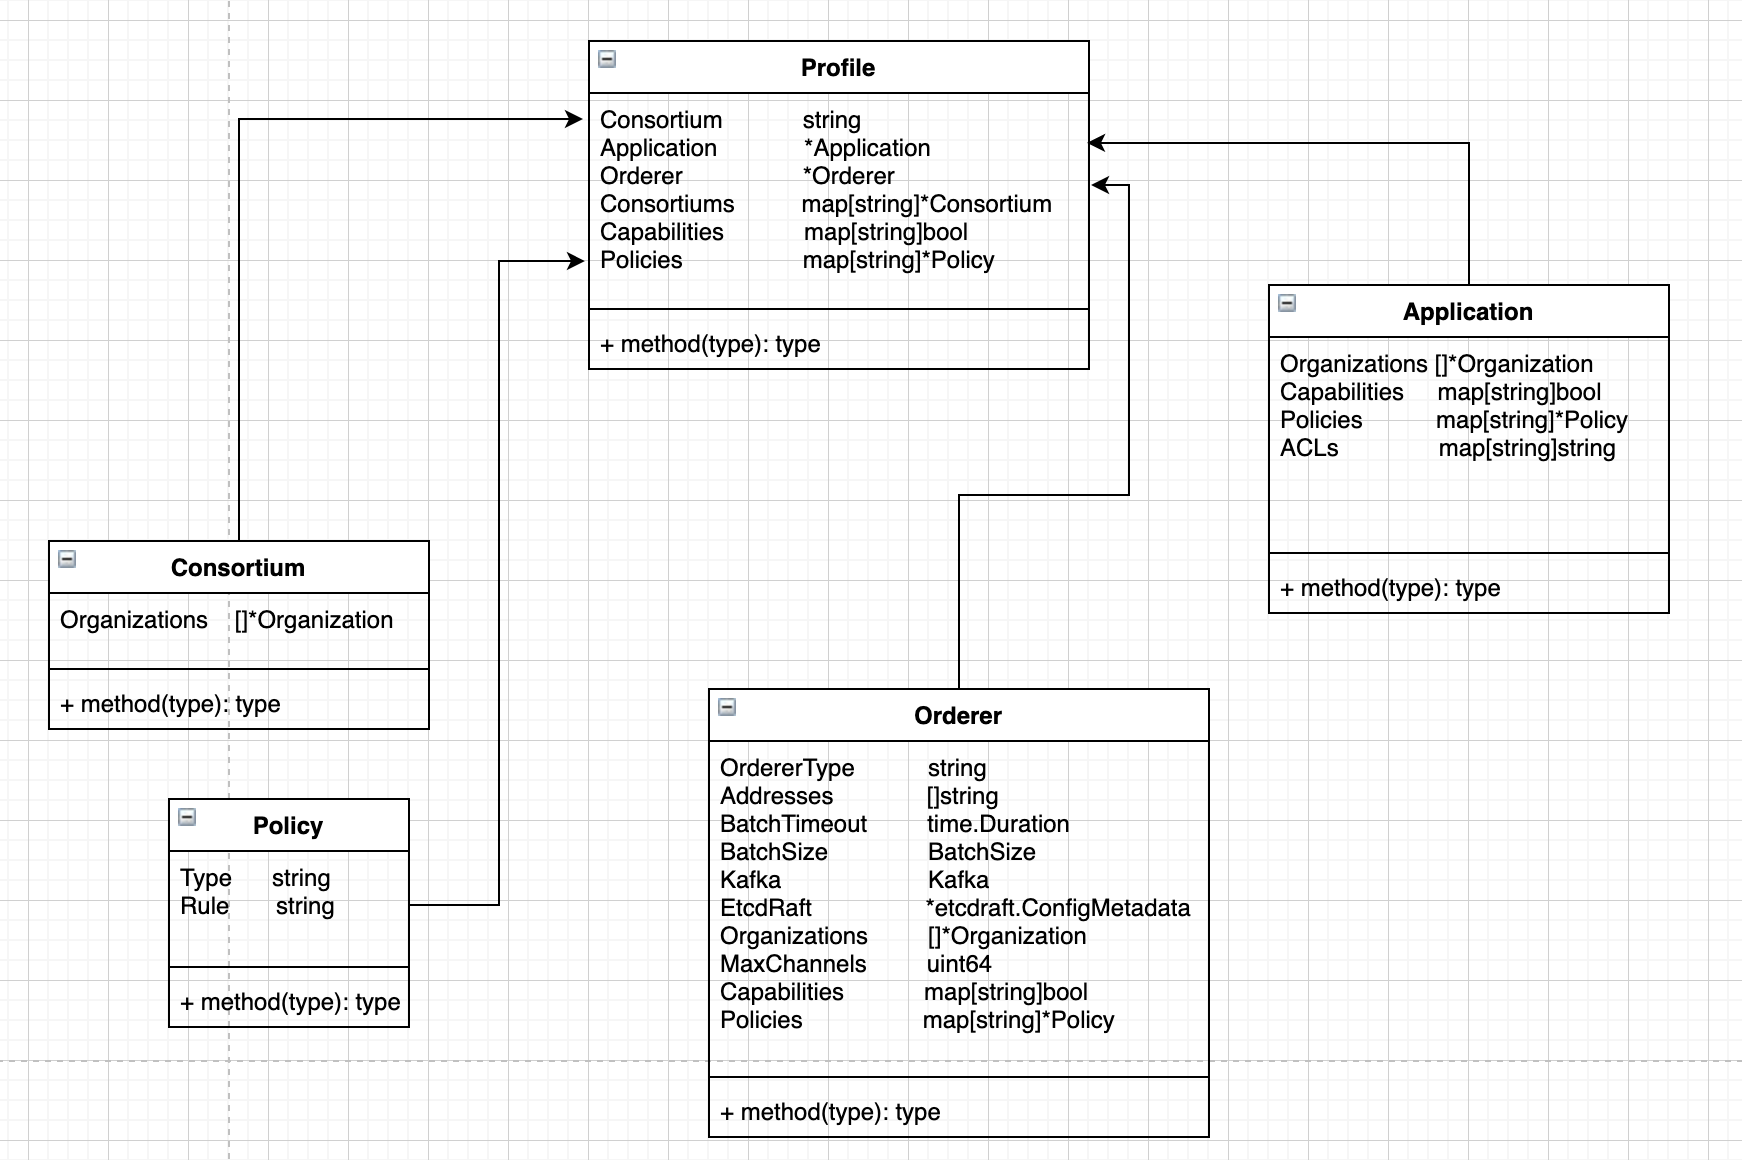 Profile
Consortium string
Application *Application
Orderer *Orderer
Consortiums map[string]*Consortium
Capabilities map[string]bool
Policies map[string]*Policy
+ method(type): type
Application
Organizations []*Organization
Capabilities map[string]bool
Policies map[string]*Policy
ACLs map[string]string
+ method(type): type
Consortium
Organizations []*Organization
+ method(type): type
Policy
Type string
Rule string
+ method(type): type
Orderer
OrdererType string
Addresses []string
BatchTimeout time.Duration
BatchSize BatchSize
Kafka Kafka
EtcdRaft *etcdraft.ConfigMetadata
Organizations []*Organization
MaxChannels uint64
Capabilities map[string]bool
Policies map[string]*Policy
+ method(type): type